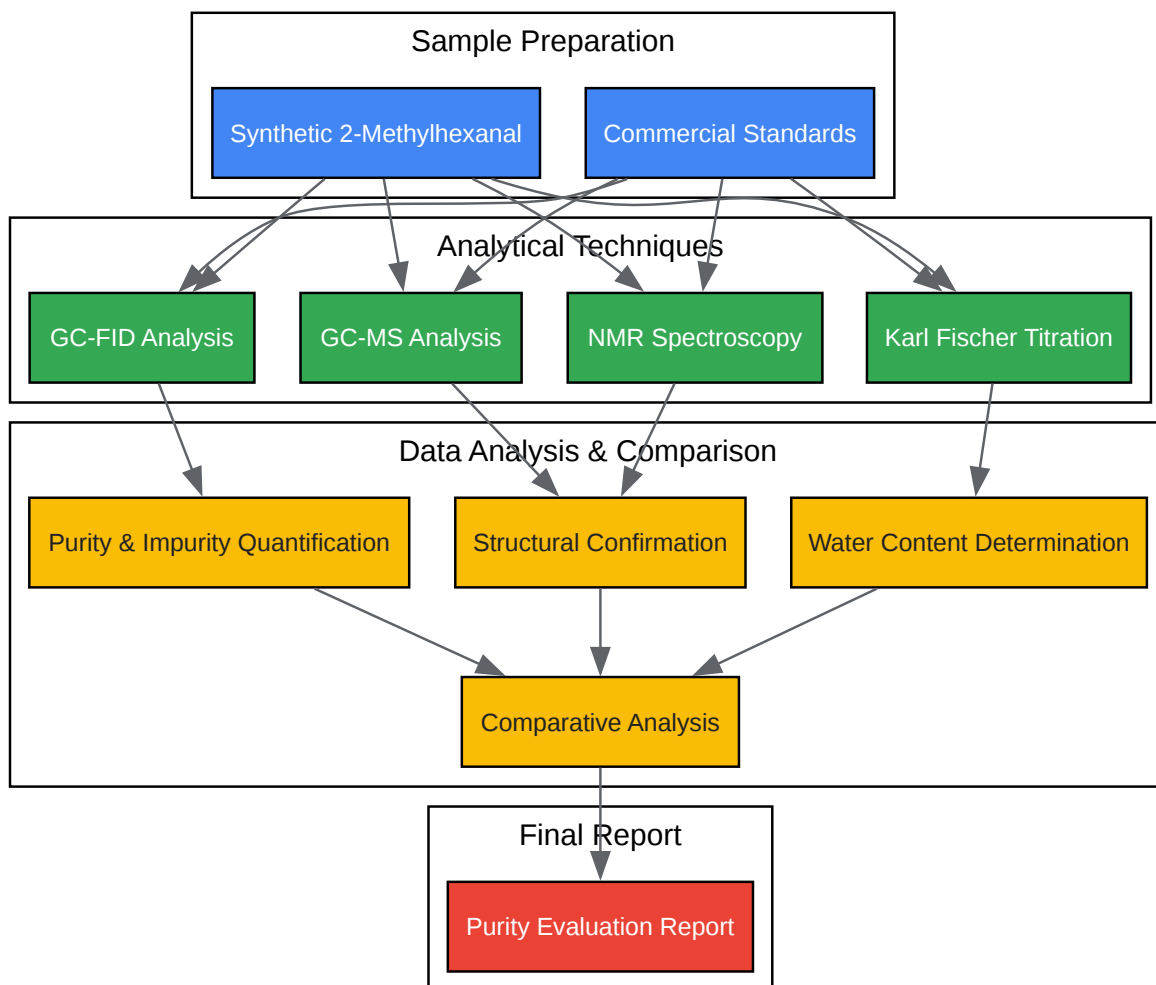 Sample Preparation
Synthetic 2-Methylhexanal
Commercial Standards
Analytical Techniques
GC-FID Analysis
GC-MS Analysis
NMR Spectroscopy
Karl Fischer Titration
Data Analysis & Comparison
Purity & Impurity Quantification
Structural Confirmation
Water Content Determination
Comparative Analysis
Final Report
Purity Evaluation Report